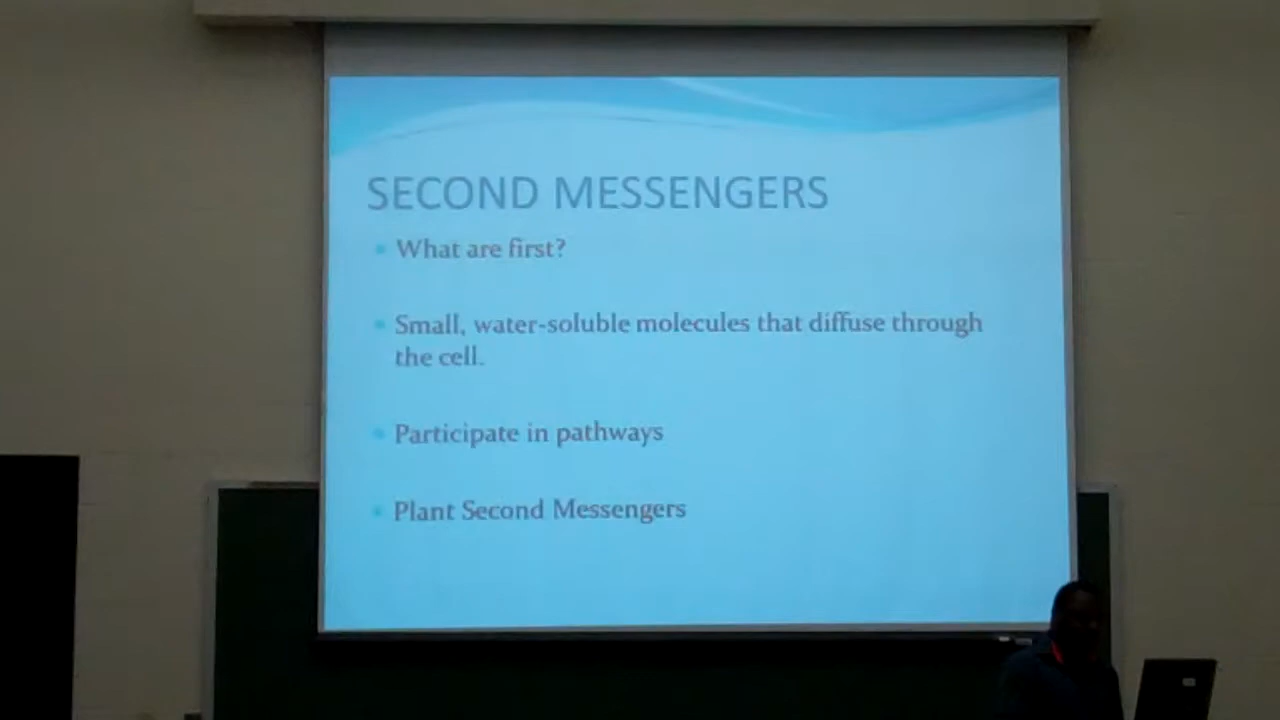 SECOND MESSENGERS
What are first?
Small, water-soluble molecules that diffuse through
the cell.
Participate in pathways
Plant Second Messengers